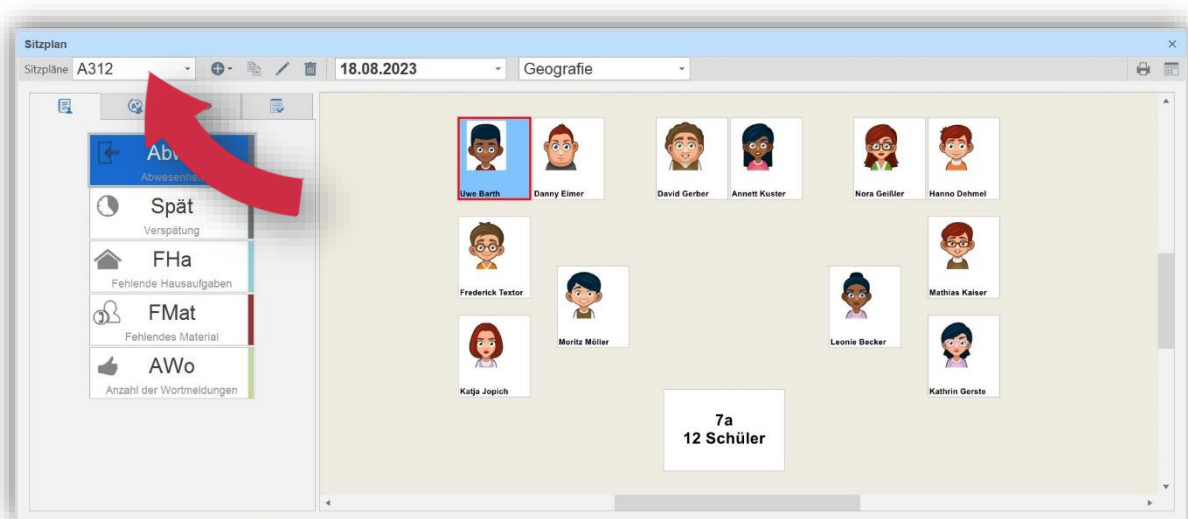 Sitzplan
Sitzpläne A312 18.08.2023 Geografie
Spät
Verspätung
FHa
Fehlende Hausaufgaben
FMat
Fehlendes Material
AWo
Anzahl der Wortmeldungen
Uwe Barth Danny Eimer David Gerber Annett Kuster Nora Geißler Hanno Dehmel
Frederick Textor Mathias Kaiser
Moritz Möller Leonie Becker
Katja Jopich Kathrin Gerste
7a
12 Schüler